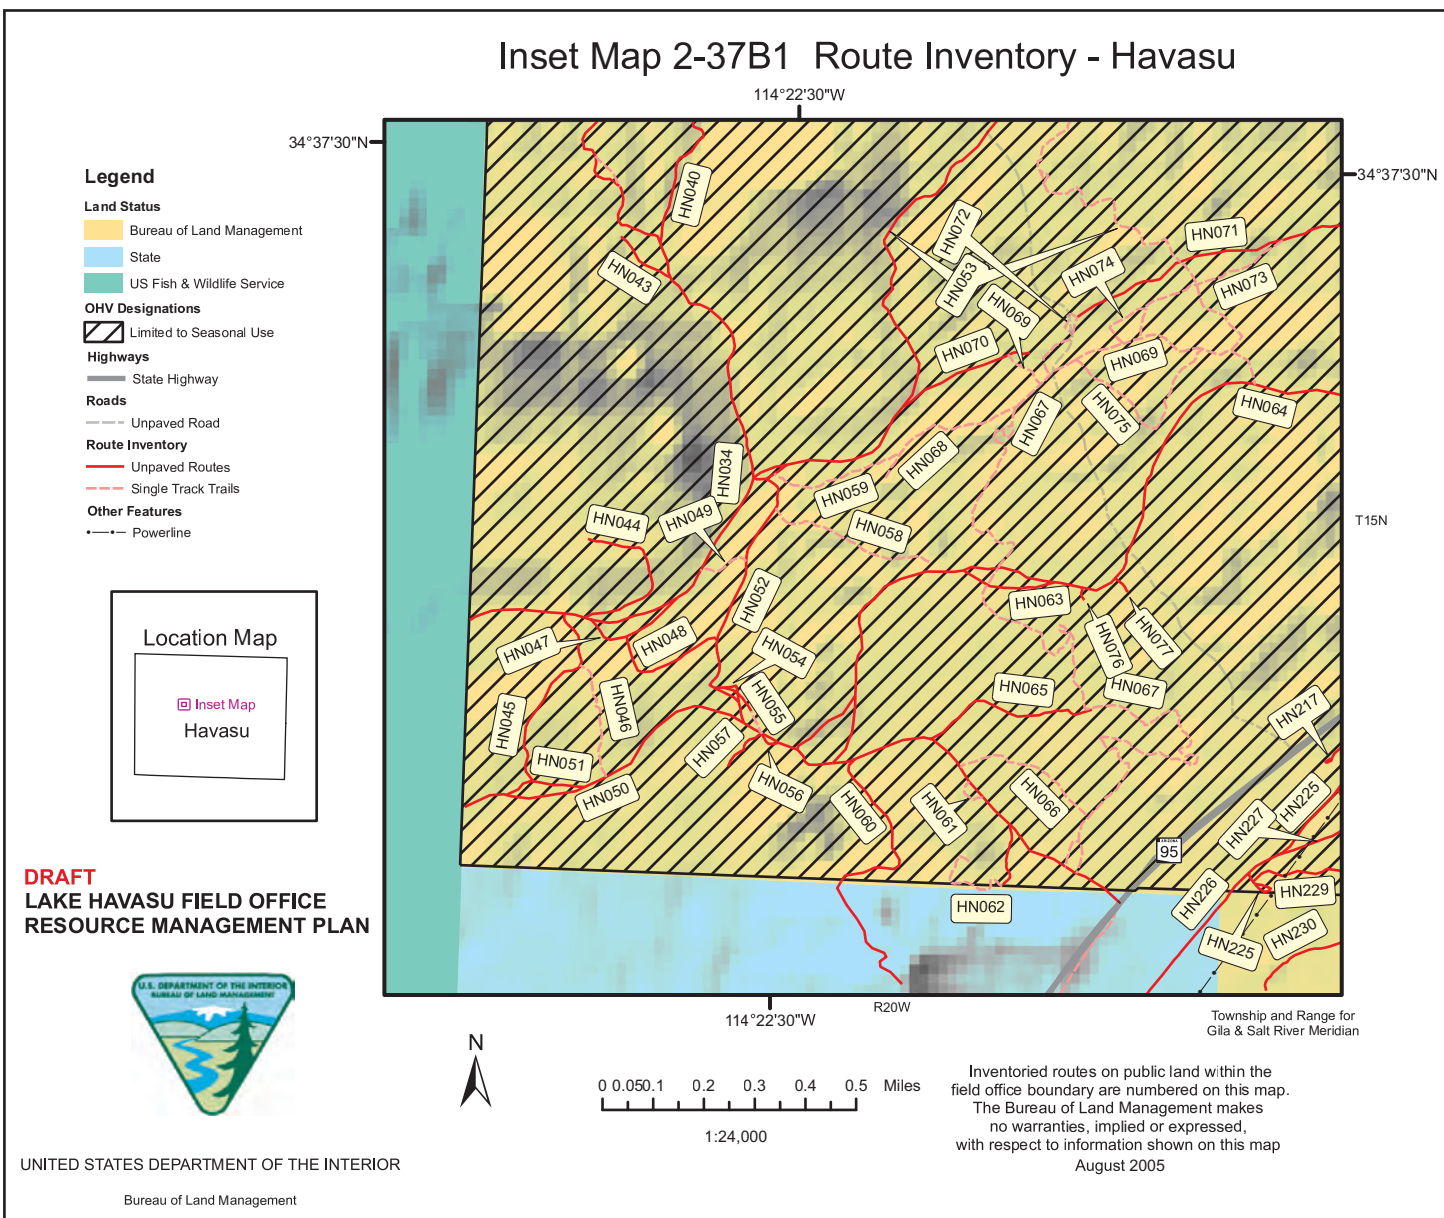 Inset Map 2-37B1 Route Inventory - Havasu
114°22'30"W
34°37'30"N
34°37'30"N
Legend
Land Status
Bureau of Land Management
State
US Fish & Wildlife Service
OHV Designations
Limited to Seasonal Use
Highways
State Highway
Roads
Unpaved Road
Route Inventory
Unpaved Routes
Single Track Trails
Other Features
Powerline
HN040
HN043
HN072
HN053
HN069
HN074
HN071
HN073
HN070
HN069
HN067
HN075
HN064
HN034
HN068
HN059
HN058
HN044
HN049
T15N
HN052
HN063
HN076
HN077
HN047
HN048
HN054
HN055
HN065
HN067
HN045
HN046
HN057
HN217
HN051
HN050
HN056
HN060
HN061
HN066
HN225
HN227
ARIZONA
95
HN226
HN229
HN062
HN225
HN230
Location Map
Inset Map
Havasu
DRAFT
LAKE HAVASU FIELD OFFICE
RESOURCE MANAGEMENT PLAN
U.S. DEPARTMENT OF THE INTERIOR
BUREAU OF LAND MANAGEMENT
114°22'30"W
R20W
Township and Range for
Gila & Salt River Meridian
N
0 0.05 0.1 0.2 0.3 0.4 0.5 Miles
1:24,000
Inventoried routes on public land within the
field office boundary are numbered on this map.
The Bureau of Land Management makes
no warranties, implied or expressed,
with respect to information shown on this map
August 2005
UNITED STATES DEPARTMENT OF THE INTERIOR
Bureau of Land Management